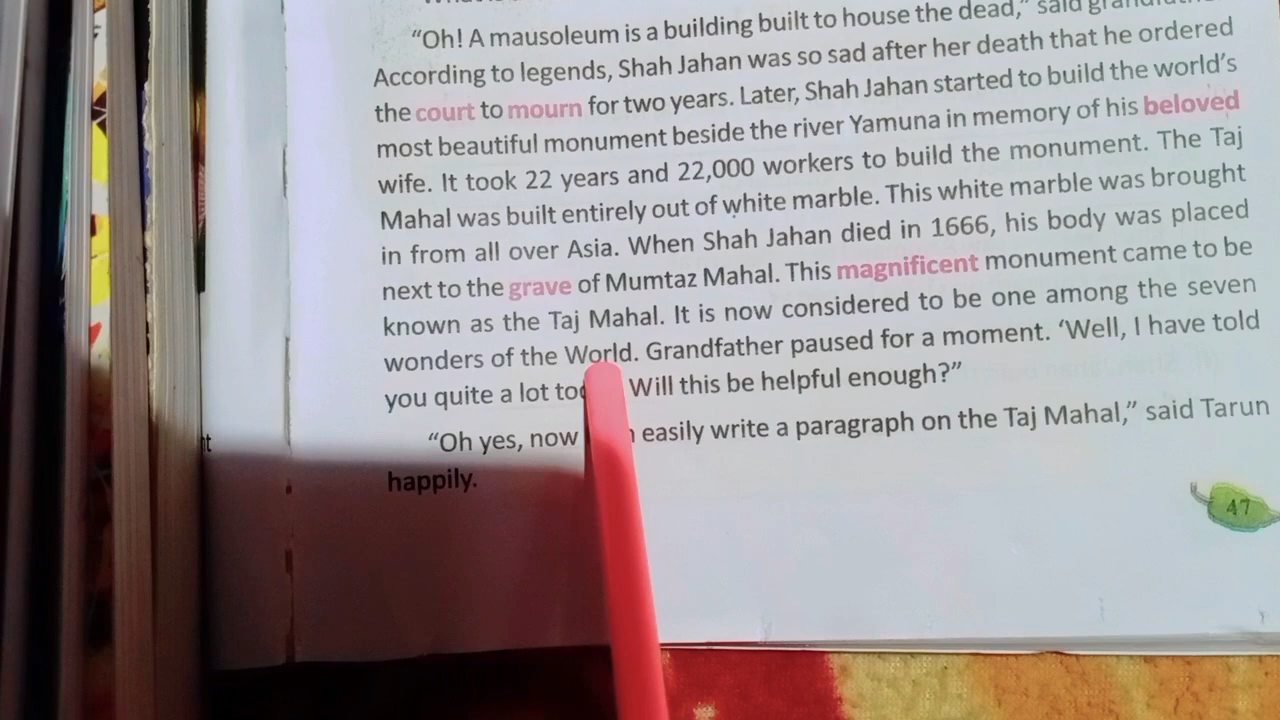 "Oh! A mausoleum is a building built to house the dead," said
According to legends, Shah Jahan was so sad after her death that he ordered
the court to mourn for two years. Later, Shah Jahan started to build the world's
most beautiful monument beside the river Yamuna in memory of his beloved
wife. It took 22 years and 22,000 workers to build the monument. The Taj
Mahal was built entirely out of white marble. This white marble was brought
in from all over Asia. When Shah Jahan died in 1666, his body was placed
next to the grave of Mumtaz Mahal. This magnificent monument came to be
known as the Taj Mahal. It is now considered to be one among the seven
wonders of the World. Grandfather paused for a moment. 'Well, I have told
you quite a lot Will this be helpful enough?"
"Oh yes, now easily write a paragraph on the Taj Mahal," said Tarun
happily.
47